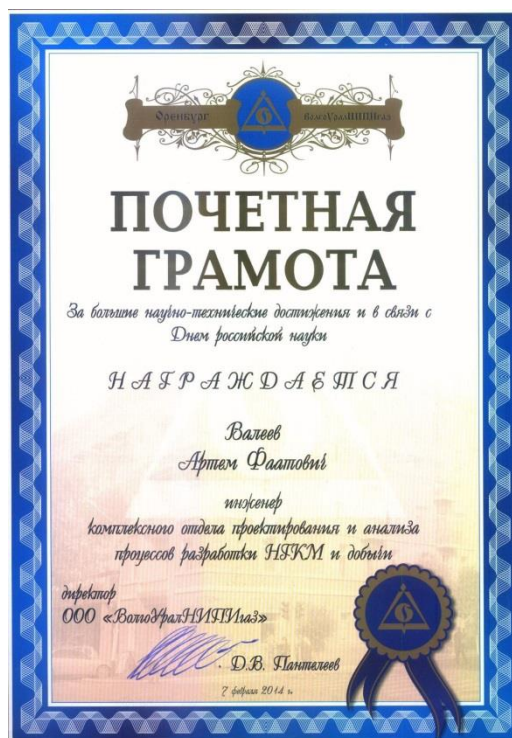 Оренбург
ВолгоУралНИПИгаз
ПОЧЕТНАЯ
ГРАМОТА
За большие научно-технические достижения и в связи с
Днем российской науки
НАГРАЖДАЕТСЯ
Валеев
Артем Фаатович
инженер
комплексного отдела проектирования и анализа
процессов разработки НГКМ и добычи
директор
ООО «ВолгоУралНИПИгаз»
Д.В. Пантелеев
7 февраля 2014 г.